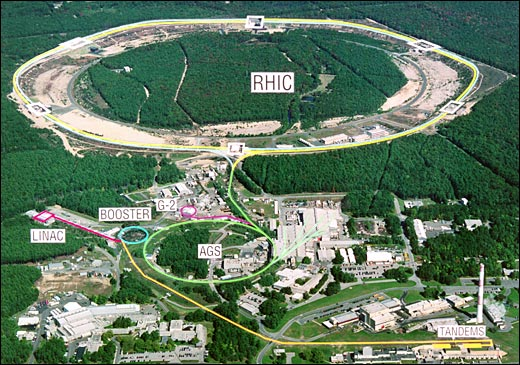 RHIC
G-2
BOOSTER
LINAC
AGS
TANDEMS